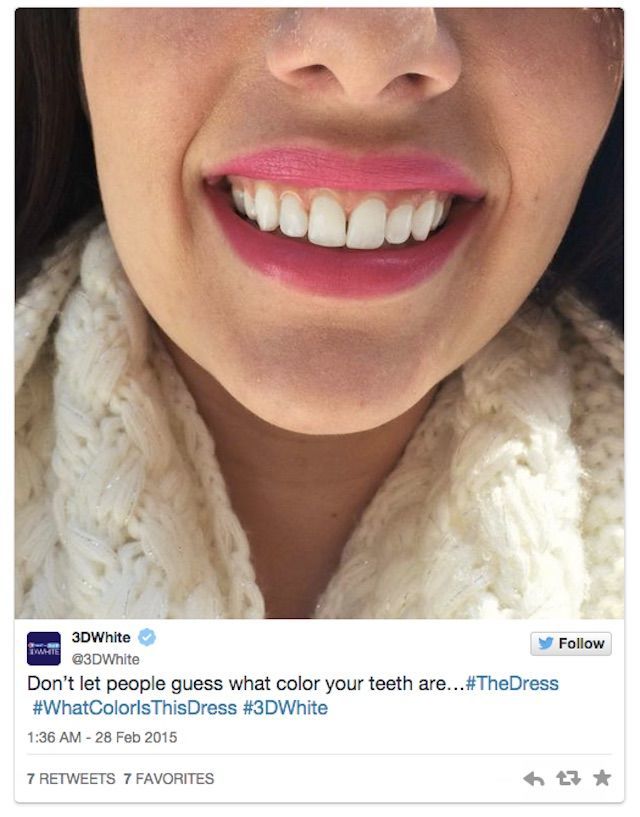 3DWhite
Follow
3DWHITE
@3DWhite
Don't let people guess what color your teeth are...#TheDress
#WhatColorIsThisDress #3DWhite
1:36 AM - 28 Feb 2015
7 RETWEETS 7 FAVORITES